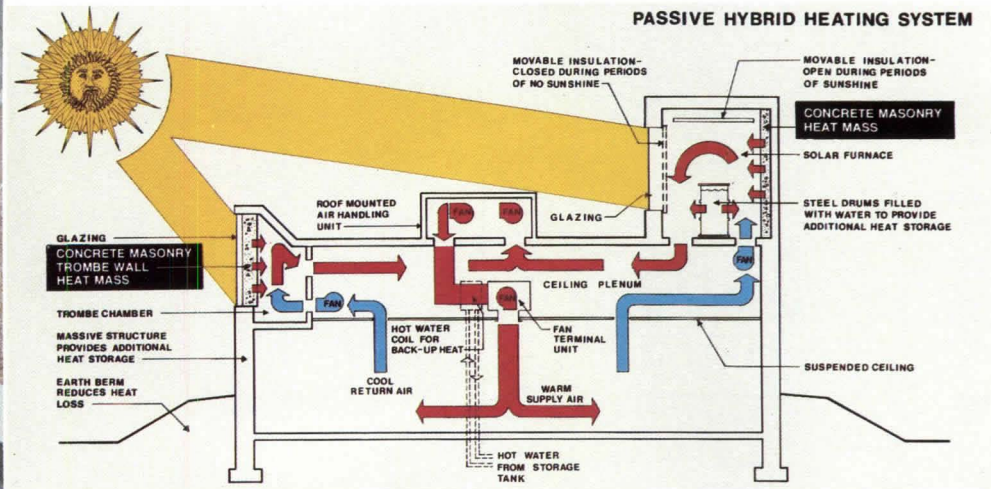 PASSIVE HYBRID HEATING SYSTEM
MOVABLE INSULATION-
CLOSED DURING PERIODS
OF NO SUNSHINE
MOVABLE INSULATION-
OPEN DURING PERIODS
OF SUNSHINE
CONCRETE MASONRY
HEAT MASS
SOLAR FURNACE
STEEL DRUMS FILLED
WITH WATER TO PROVIDE
ADDITIONAL HEAT STORAGE
ROOF MOUNTED
AIR HANDLING
UNIT
FAN
FAN
GLAZING
GLAZING
CONCRETE MASONRY
TROMBE WALL
HEAT MASS
FAN
CEILING PLENUM
FAN
FAN
TROMBE CHAMBER
HOT WATER
COIL FOR
BACK-UP HEAT
FAN
TERMINAL
UNIT
MASSIVE STRUCTURE
PROVIDES ADDITIONAL
HEAT STORAGE
SUSPENDED CEILING
COOL
RETURN AIR
WARM
SUPPLY AIR
EARTH BERM
REDUCES HEAT
LOSS
HOT WATER
FROM STORAGE
TANK